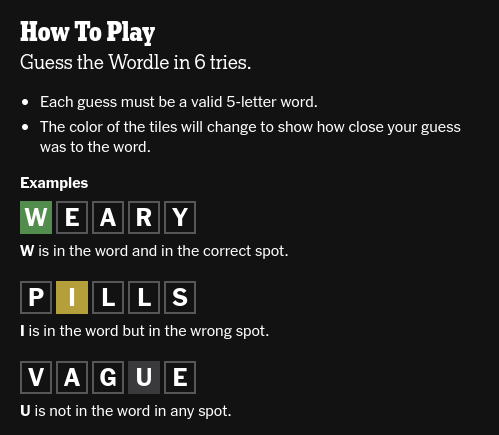 How To Play
Guess the Wordle in 6 tries.
• Each guess must be a valid 5-letter word.
• The color of the tiles will change to show how close your guess
was to the word.
Examples
W E A R Y
W is in the word and in the correct spot.
P I L L S
I is in the word but in the wrong spot.
V A G U E
U is not in the word in any spot.